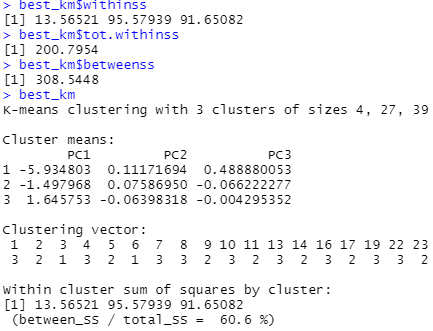 > best_km$withinss
[1] 13.56521 95.57939 91.65082
> best_km$tot.withinss
[1] 200.7954
> best_km$betweenss
[1] 308.5448
> best_km
K-means clustering with 3 clusters of sizes 4, 27, 39
Cluster means:
PC1 PC2 PC3
1 -5.934803 0.11171694 0.488880053
2 -1.497968 0.07586950 -0.066222277
3 1.645753 -0.06398318 -0.004295352
Clustering vector:
1 2 3 4 5 6 7 8 9 10 11 13 14 16 17 19 22 23
3 2 1 3 2 1 3 3 2 3 2 3 2 3 2 3 3 2
Within cluster sum of squares by cluster:
[1] 13.56521 95.57939 91.65082
(between_SS / total_SS = 60.6 %)